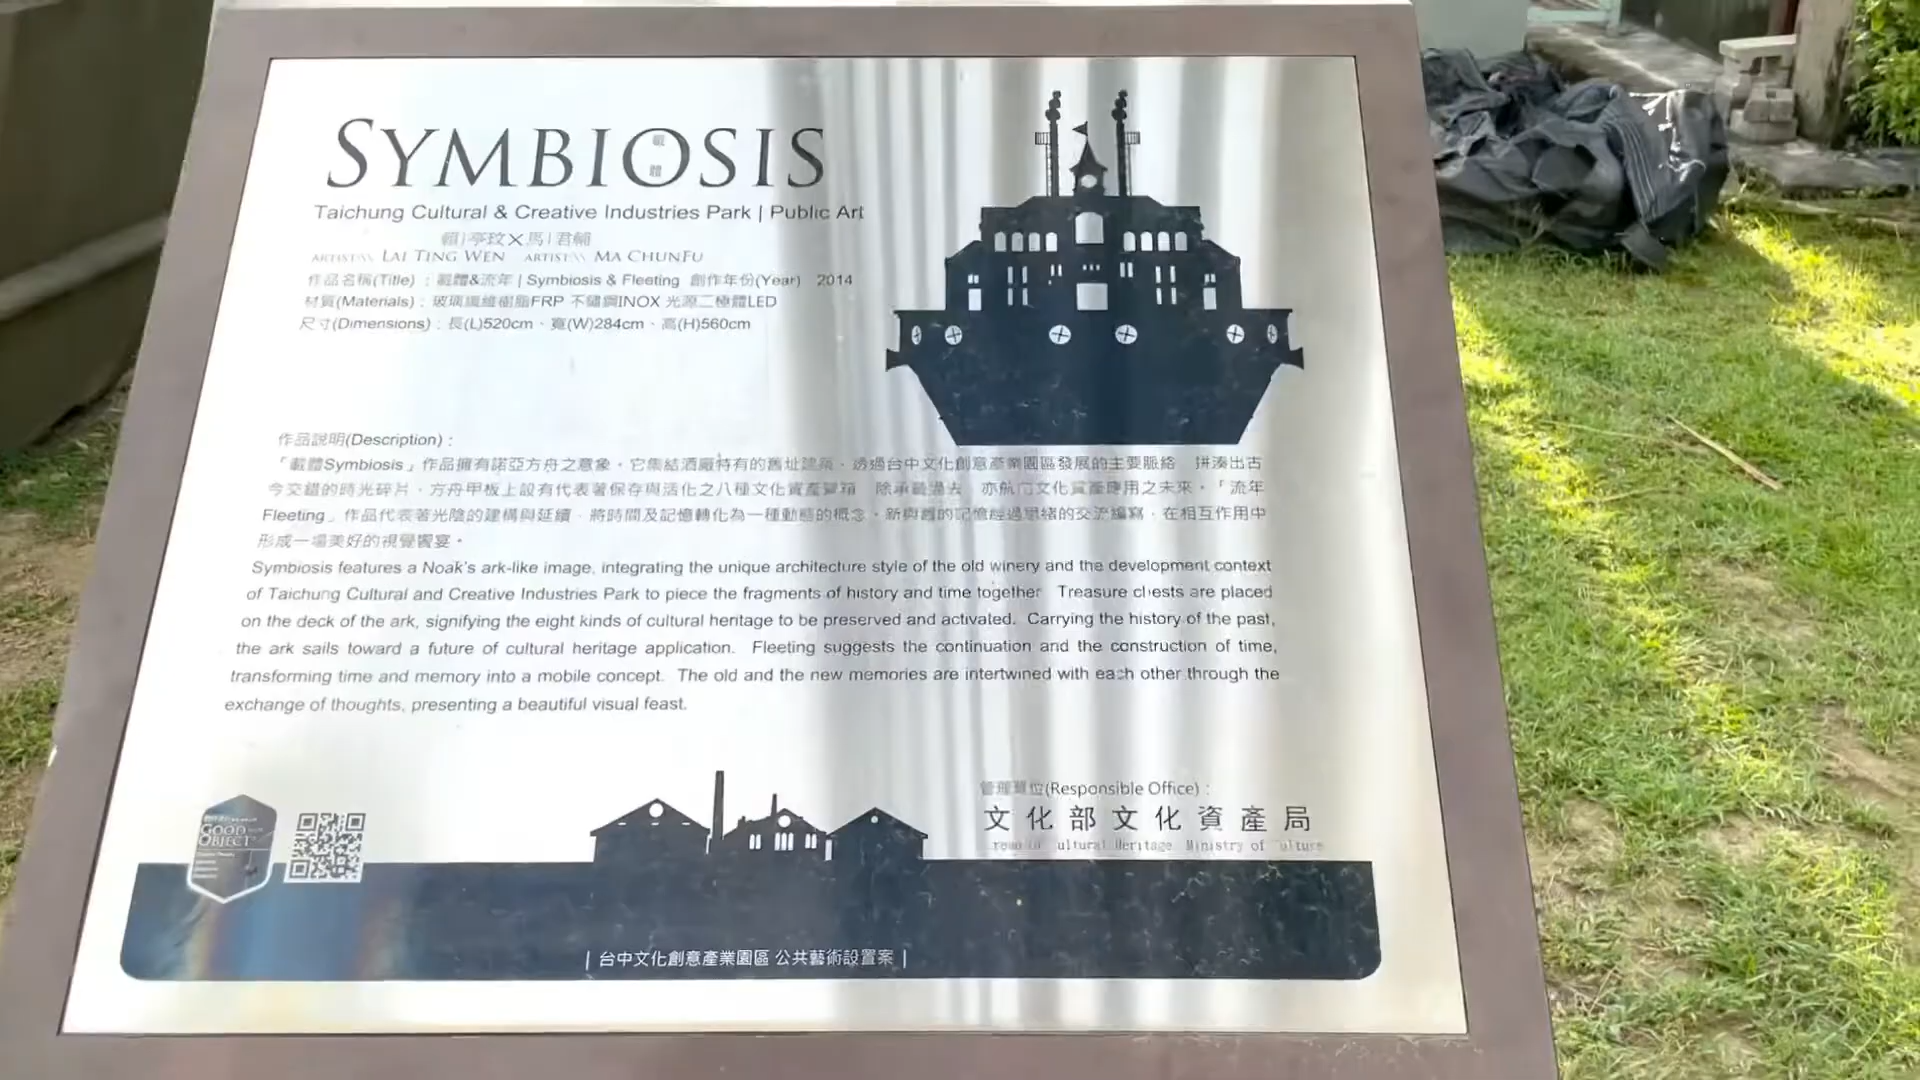 SYMBIOSIS
載
體
Taichung Cultural & Creative Industries Park | Public Art
賴|亭玟×馬|君輔
ARTIST\\ LAI TING WEN ARTIST\\ MA CHUNFU
作品名稱(Title) : 載體&流年 | Symbiosis & Fleeting 創作年份(Year) 2014
材質(Materials) : 玻璃纖維樹脂FRP 不鏽鋼INOX 光源二極體LED
尺寸(Dimensions) : 長(L)520cm、寬(W)284cm、高(H)560cm
作品說明(Description) :
「載體Symbiosis」作品擁有諾亞方舟之意象。它集結酒廠特有的舊址建築、透過台中文化創意產業園區發展的主要脈絡 拼湊出古
今交錯的時光碎片。方舟甲板上設有代表著保存與活化之八種文化資產寶箱 除承載過去 亦航向文化資產應用之未來。「流年
Fleeting」作品代表著光陰的建構與延續。將時間及記憶轉化為一種動態的概念。新與舊的記憶經過思緒的交流編寫。在相互作用中
形成一場美好的視覺饗宴。
Symbiosis features a Noak's ark-like image, integrating the unique architecture style of the old winery and the development context
of Taichung Cultural and Creative Industries Park to piece the fragments of history and time together Treasure chests are placed
on the deck of the ark, signifying the eight kinds of cultural heritage to be preserved and activated. Carrying the history of the past,
the ark sails toward a future of cultural heritage application. Fleeting suggests the continuation and the construction of time,
transforming time and memory into a mobile concept. The old and the new memories are intertwined with each other through the
exchange of thoughts, presenting a beautiful visual feast.
管理單位(Responsible Office) :
文化部文化資產局
Cultural Heritage, Ministry of Culture
GOOD
OBJECT
| 台中文化創意產業園區 公共藝術設置案 |